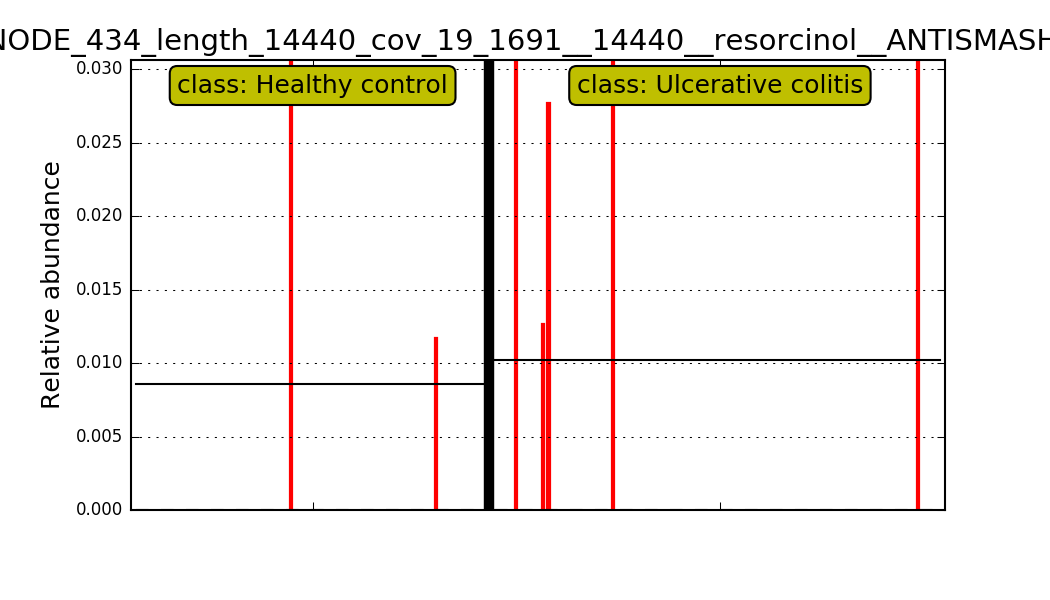 NODE_434_length_14440_cov_19_1691__14440__resorcinol__ANTISMASH
0.030
class: Healthy control
class: Ulcerative colitis
0.025
0.020
0.015
0.010
0.005
0.000
Relative abundance